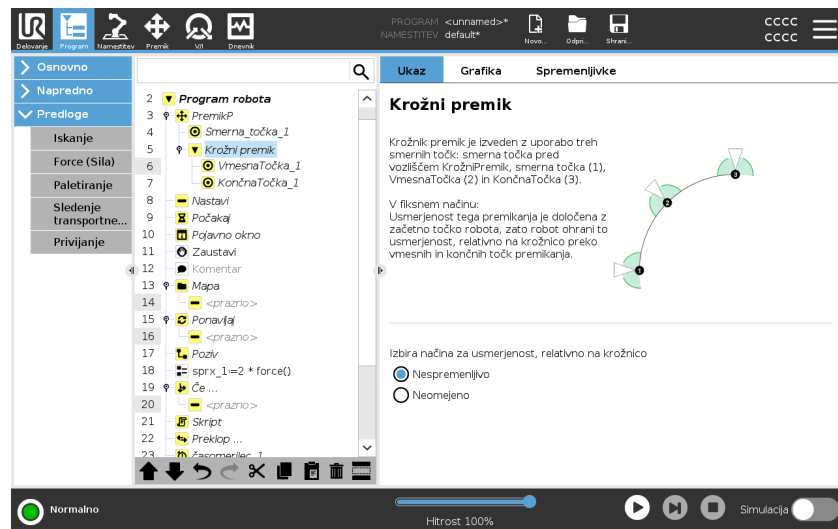 PROGRAM <unnamed>*
NAMESTITEV default*
Delovanje
Program
Namestitev
Premik
V/I
Dnevnik
Novo...
Odpri...
Shrani...
cccc
cccc
Osnovno
Napredno
Predloge
Iskanje
Force (Sila)
Paletiranje
Sledenje
transportne...
Privijanje
2 Program robota
3 PremikP
4 Smerna_točka_1
5 Krožni premik
6 VmesnaTočka_1
7 KončnaTočka_1
8 Nastavi
9 Počakaj
10 Pojavno okno
11 Zaustavi
12 Komentar
13 Mapa
14 <prazno>
15 Ponavljaj
16 <prazno>
17 Poziv
18 sprx_1:=2 * force()
19 Če ...
20 <prazno>
21 Skript
22 Preklop ...
23 časomerilec_1
Ukaz
Grafika
Spremenljivke
Krožni premik
Krožnik premik je izveden z uporabo treh
smernih točk: smerna točka pred
vozliščem KrožniPremik, smerna točka (1),
VmesnaTočka (2) in KončnaTočka (3).
V fiksnem načinu:
Usmerjenost tega premikanja je določena z
začetno točko robota, zato robot ohrani to
usmerjenost, relativno na krožnico preko
vmesnih in končnih točk premikanja.
1
2
3
Izbira načina za usmerjenost, relativno na krožnico
Nespremenljivo
Neomejeno
Normalno
Hitrost 100%
Simulacija